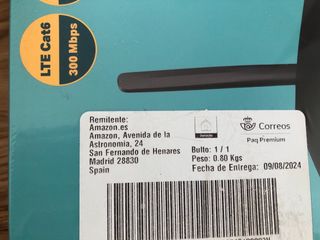 LTE Cat6
300 Mbps
Remitente:
Amazon.es
Amazon, Avenida de la
Astronomia, 24
San Fernando de Henares
Madrid 28830
Spain
Correos
Paq Premium
Bulto: 1 / 1
Peso: 0.80 Kgs
Fecha de Entrega: 09/08/2024